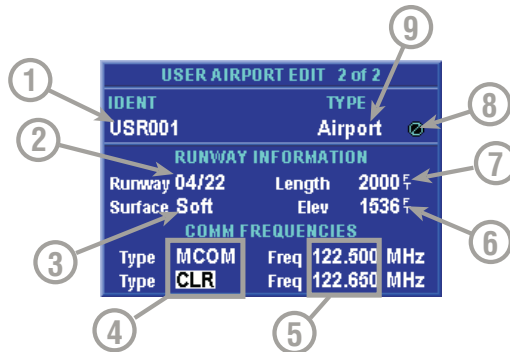 9
USER AIRPORT EDIT 2 of 2
1
IDENT TYPE
8
USR001 Airport
2
RUNWAY INFORMATION
7
Runway 04/22 Length 2000 FT
Surface Soft Elev 1536 FT
3
6
COMM FREQUENCIES
Type MCOM Freq 122.500 MHz
Type CLR Freq 122.650 MHz
4 5